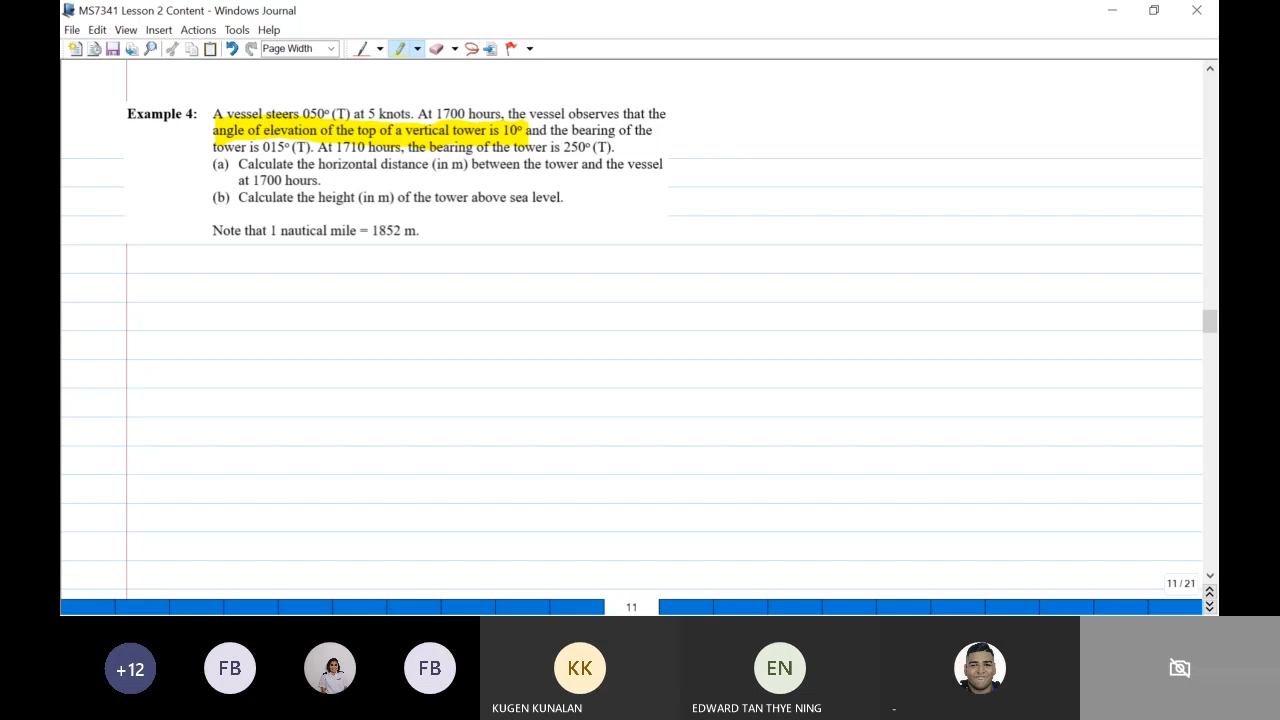 MS7341 Lesson 2 Content - Windows Journal
File Edit View Insert Actions Tools Help
Page Width
Example 4: A vessel steers 050º (T) at 5 knots. At 1700 hours, the vessel observes that the
angle of elevation of the top of a vertical tower is 10º and the bearing of the
tower is 015º (T). At 1710 hours, the bearing of the tower is 250º (T).
(a) Calculate the horizontal distance (in m) between the tower and the vessel
at 1700 hours.
(b) Calculate the height (in m) of the tower above sea level.
Note that 1 nautical mile = 1852 m.
11 / 21
11
+12 FB FB KK EN
KUGEN KUNALAN EDWARD TAN THYE NING -